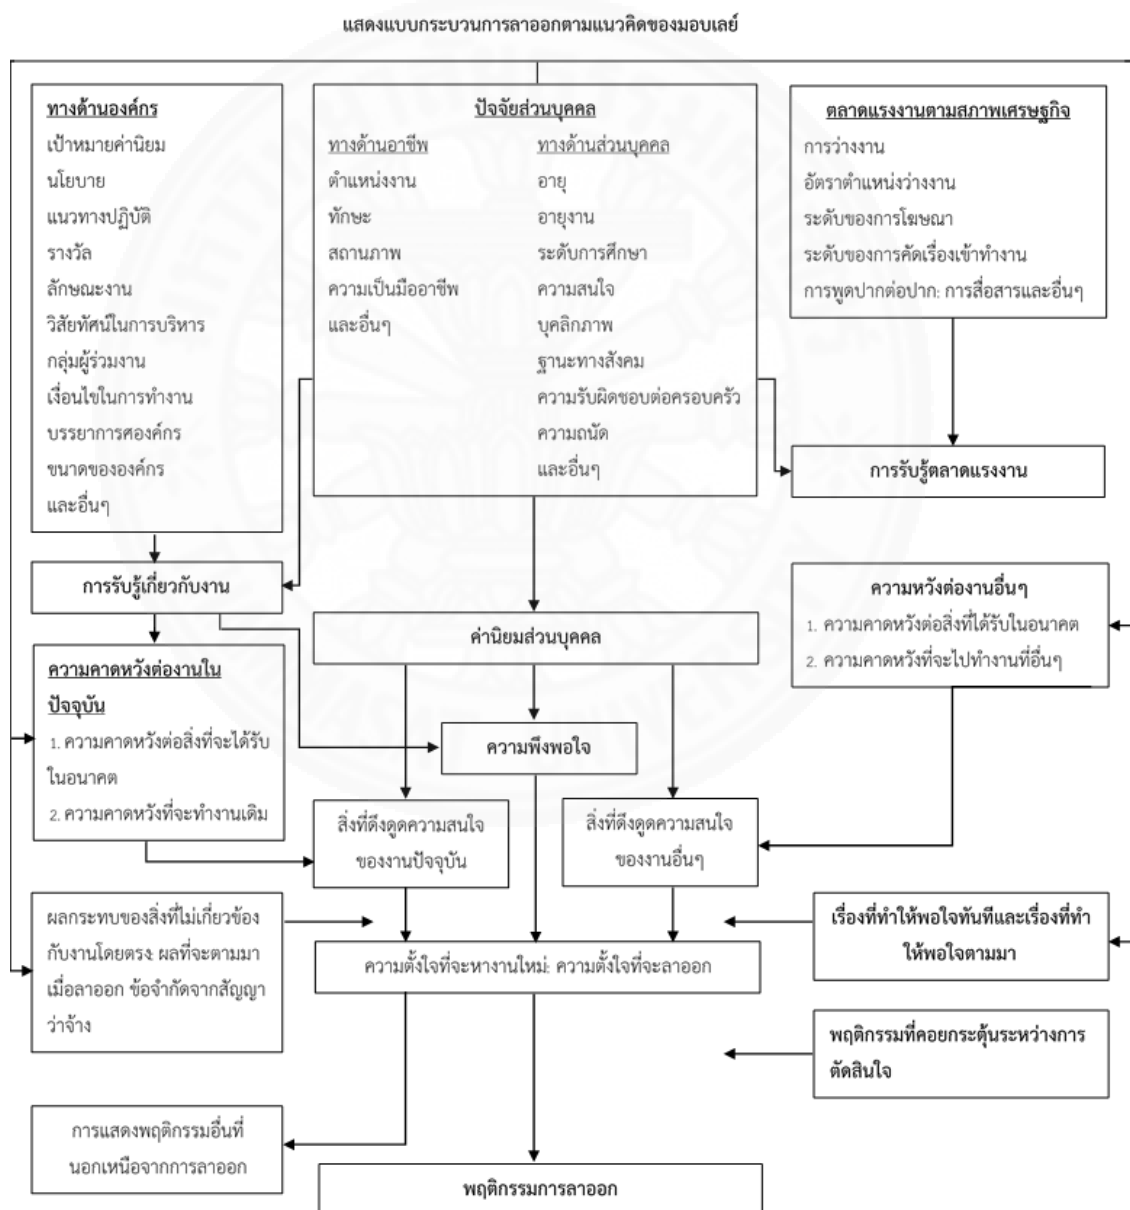 แสดงแบบกระบวนการลาออกตามแนวคิดของมอบเลย์
ทางด้านองค์กร
เป้าหมายค่านิยม
นโยบาย
แนวทางปฏิบัติ
รางวัล
ลักษณะงาน
วิสัยทัศน์ในการบริหาร
กลุ่มผู้ร่วมงาน
เงื่อนไขในการทำงาน
บรรยาการศองค์กร
ขนาดขององค์กร
และอื่นๆ
ปัจจัยส่วนบุคคล
ทางด้านอาชีพ
ตำแหน่งงาน
ทักษะ
สถานภาพ
ความเป็นมืออาชีพ
และอื่นๆ
ทางด้านส่วนบุคคล
อายุ
อายุงาน
ระดับการศึกษา
ความสนใจ
บุคลิกภาพ
ฐานะทางสังคม
ความรับผิดชอบต่อครอบครัว
ความถนัด
และอื่นๆ
ตลาดแรงงานตามสภาพเศรษฐกิจ
การว่างงาน
อัตราตำแหน่งว่างงาน
ระดับของการโฆษณา
ระดับของการคัดเรื่องเข้าทำงาน
การพูดปากต่อปาก: การสื่อสารและอื่นๆ
การรับรู้ตลาดแรงงาน
การรับรู้เกี่ยวกับงาน
ค่านิยมส่วนบุคคล
ความหวังต่องานอื่นๆ
1. ความคาดหวังต่อสิ่งที่ได้รับในอนาคต
2. ความคาดหวังที่จะไปทำงานที่อื่นๆ
ความคาดหวังต่องานใน
ปัจจุบัน
1. ความคาดหวังต่อสิ่งที่จะได้รับ
ในอนาคต
2. ความคาดหวังที่จะทำงานเดิม
ความพึงพอใจ
สิ่งที่ดึงดูดความสนใจ
ของงานปัจจุบัน
สิ่งที่ดึงดูดความสนใจ
ของงานอื่นๆ
ผลกระทบของสิ่งที่ไม่เกี่ยวข้อง
กับงานโดยตรง: ผลที่จะตามมา
เมื่อลาออก ข้อจำกัดจากสัญญา
ว่าจ้าง
เรื่องที่ทำให้พอใจทันทีและเรื่องที่ทำ
ให้พอใจตามมา
ความตั้งใจที่จะหางานใหม่: ความตั้งใจที่จะลาออก
พฤติกรรมที่คอยกระตุ้นระหว่างการ
ตัดสินใจ
การแสดงพฤติกรรมอื่นที่
นอกเหนือจากการลาออก
พฤติกรรมการลาออก